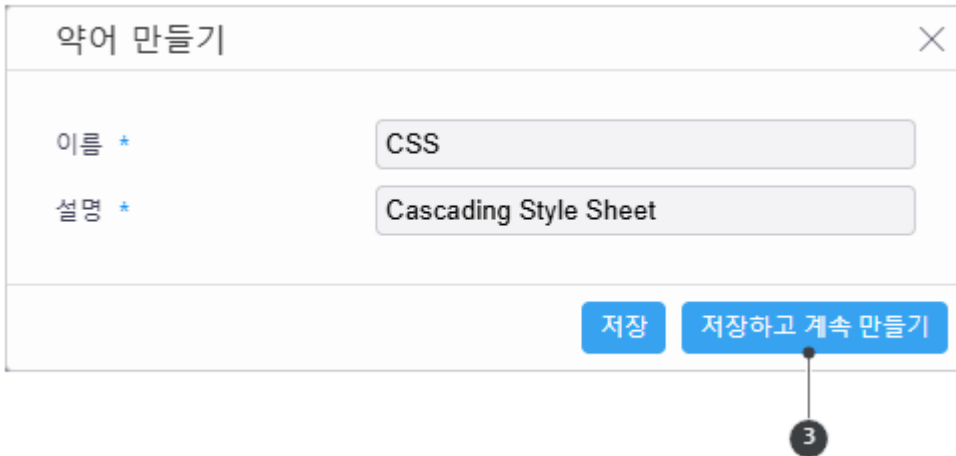 약어 만들기
이름 *
CSS
설명 *
Cascading Style Sheet
저장
저장하고 계속 만들기
3